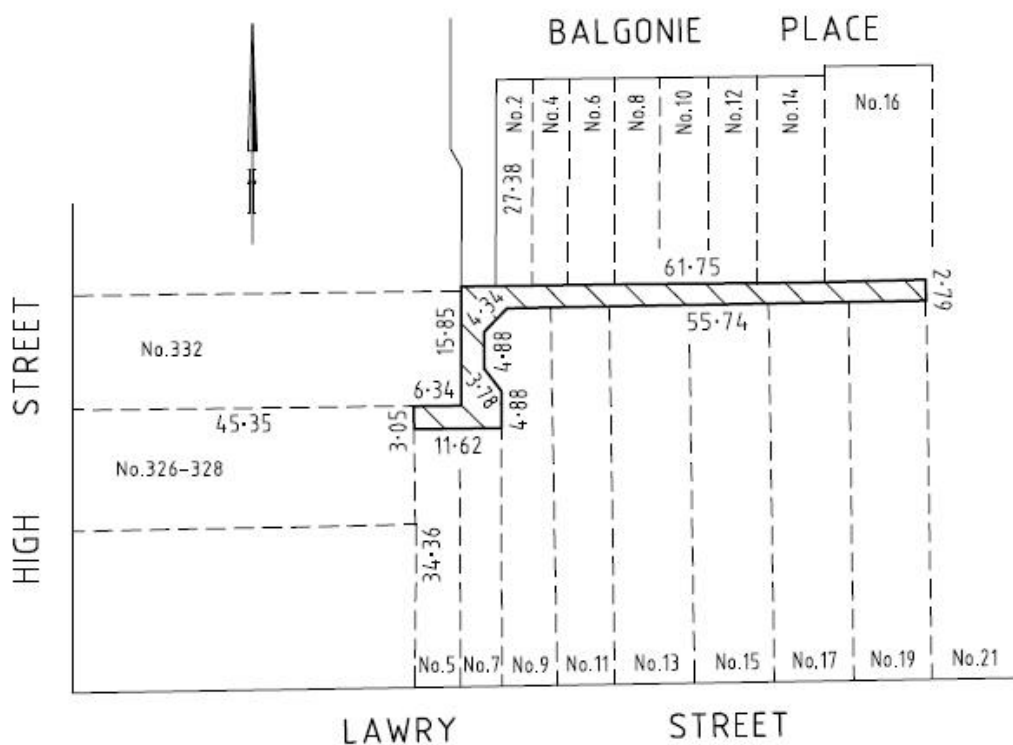 BALGONIE PLACE
No.2
No.4
No.6
No.8
No.10
No.12
No.14
No.16
27·38
61·75
2·79
STREET
HIGH
No.332
15·85
4·34
4·88
55·74
6·34
3·78
4·88
45·35
3·05
11·62
No.326-328
34·36
No.5
No.7
No.9
No.11
No.13
No.15
No.17
No.19
No.21
LAWRY STREET